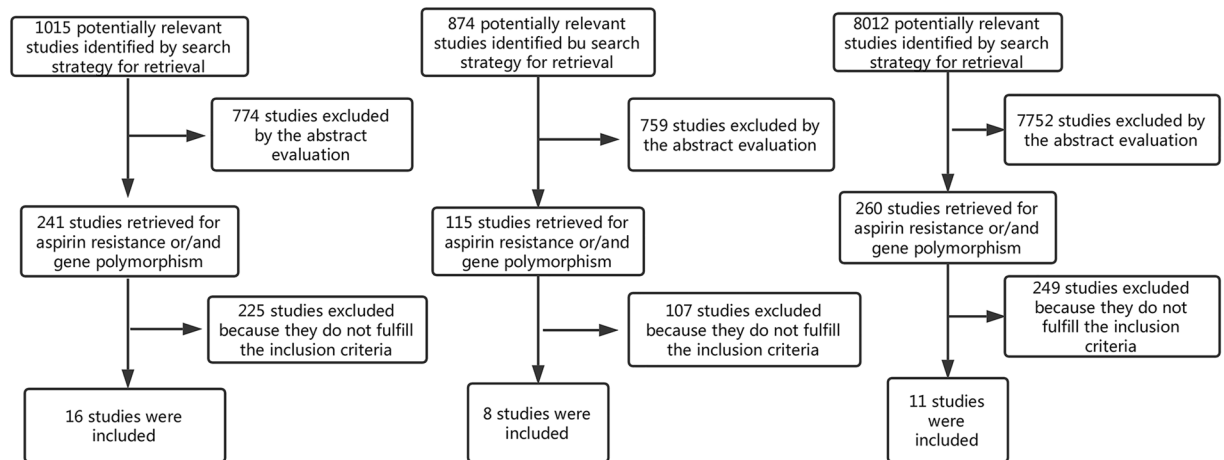 1015 potentially relevant
studies identified by search
strategy for retrieval
774 studies excluded
by the abstract
evaluation
241 studies retrieved for
aspirin resistance or/and
gene polymorphism
225 studies excluded
because they do not fulfill
the inclusion criteria
16 studies were
included
874 potentially relevant
studies identified bu search
strategy for retrieval
759 studies excluded by
the abstract evaluation
115 studies retrieved for
aspirin resistance or/and
gene polymorphism
107 studies excluded
because they do not fulfill
the inclusion criteria
8 studies were
included
8012 potentially relevant
studies identified by search
strategy for retrieval
7752 studies excluded by
the abstract evaluation
260 studies retrieved for
aspirin resistance or/and
gene polymorphism
249 studies excluded
because they do not
fulfill the inclusion
criteria
11 studies
were
included